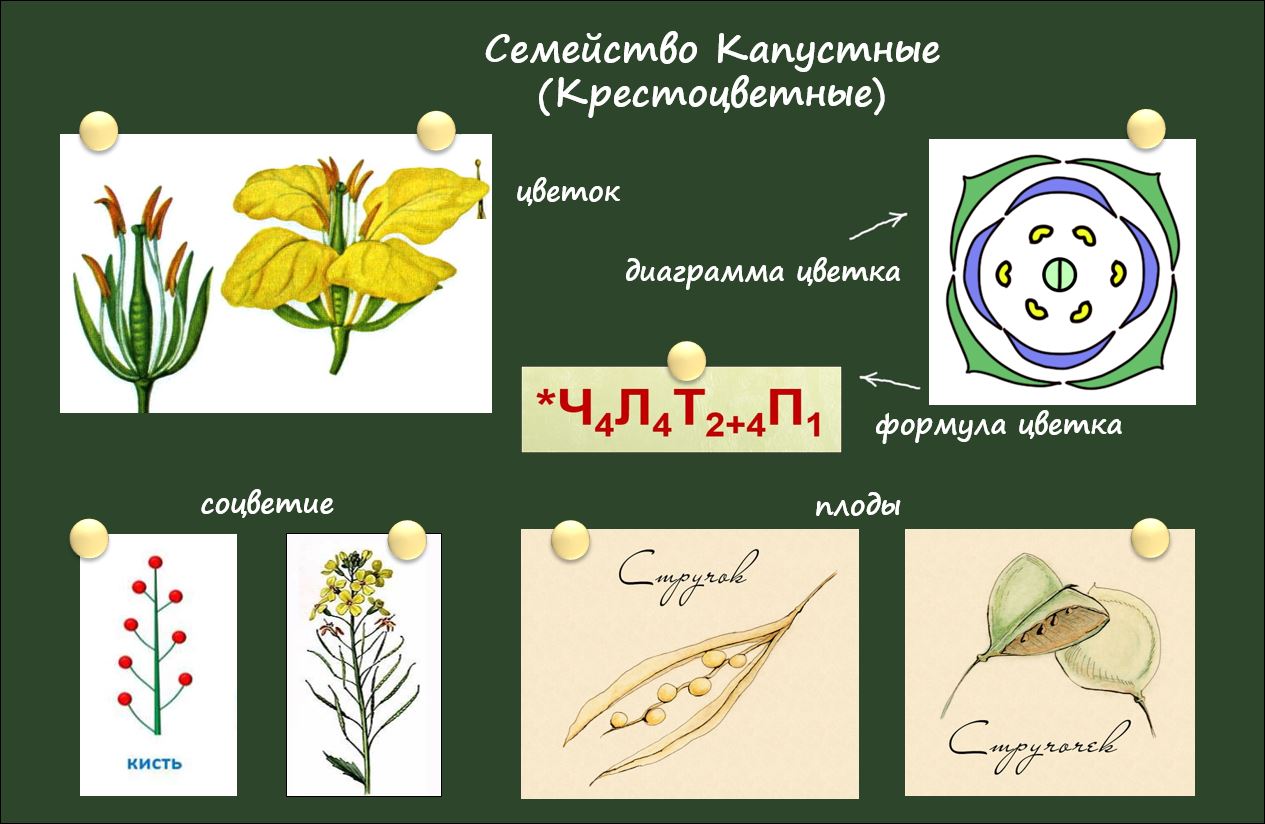 Семейство Капустные
(Крестоцветные)
цветок
диаграмма цветка
*Ч4Л4Т2+4П1
формула цветка
соцветие
плоды
кисть
Стручок
Стручочек